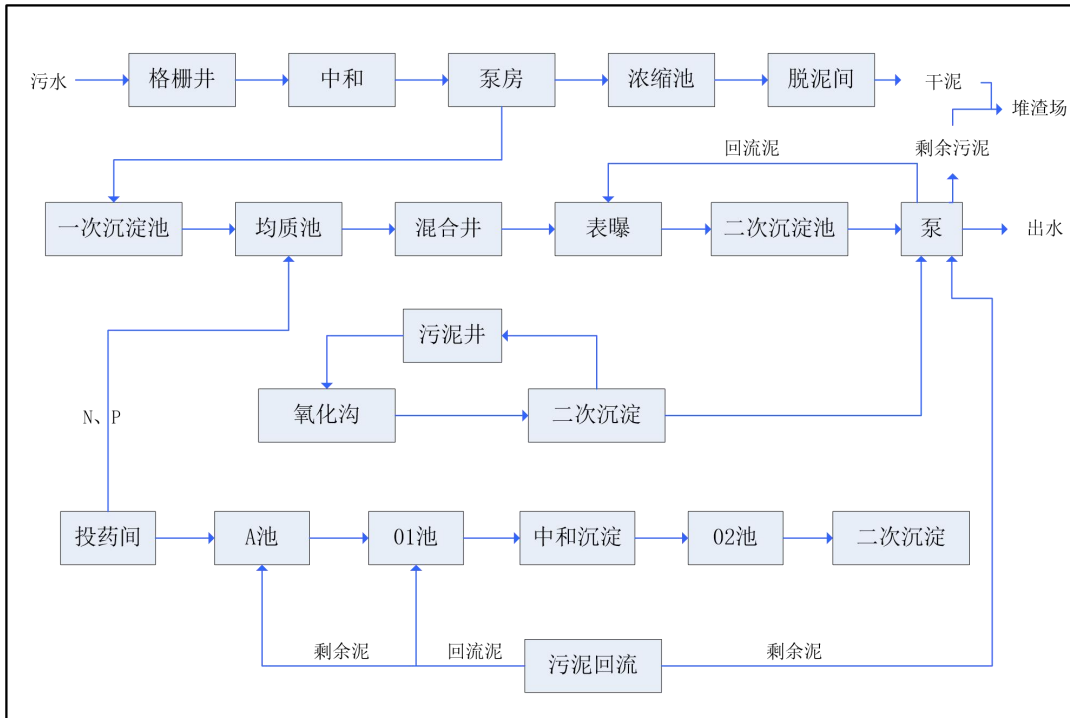 污水
格栅井
中和
泵房
浓缩池
脱泥间
干泥
堆渣场
回流泥
剩余污泥
一次沉淀池
均质池
混合井
表曝
二次沉淀池
泵
出水
污泥井
氧化沟
二次沉淀
N、P
投药间
A池
O1池
中和沉淀
O2池
二次沉淀
剩余泥
回流泥
污泥回流
剩余泥